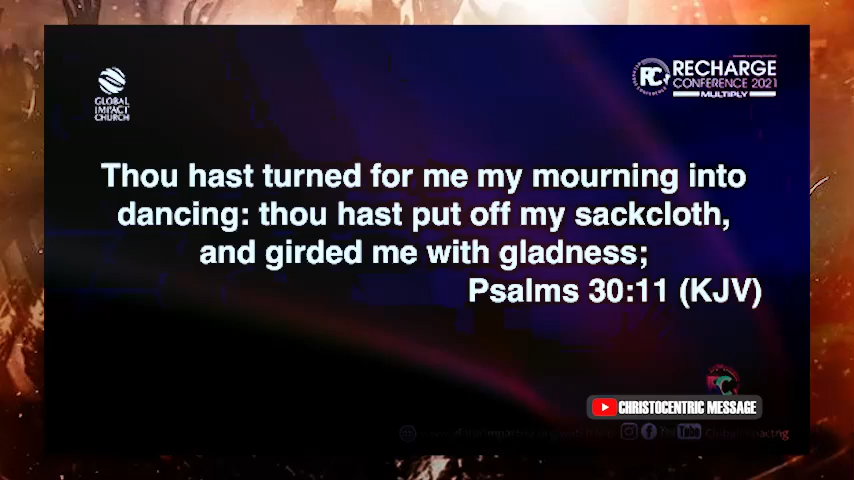 GLOBAL
IMPACT
CHURCH
RC
RECHARGE
CONFERENCE 2021
MULTIPLY
Thou hast turned for me my mourning into
dancing: thou hast put off my sackcloth,
and girded me with gladness;
Psalms 30:11 (KJV)
CHRISTOCENTRIC MESSAGE